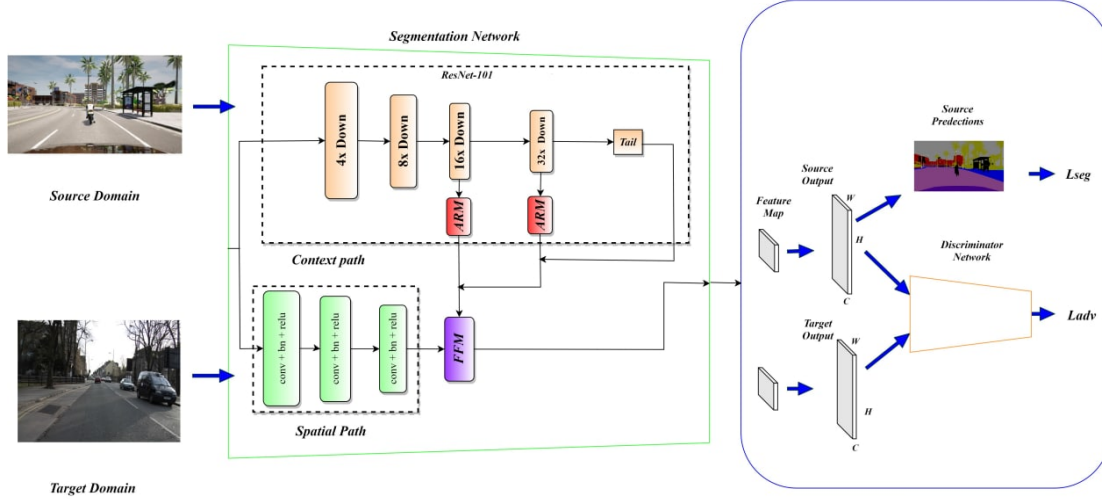 Segmentation Network
ResNet-101
4x Down
8x Down
16x Down
32x Down
Tail
ARM
ARM
Context path
Source Domain
conv + bn + relu
conv + bn + relu
conv + bn + relu
FFM
Spatial Path
Target Domain
Source
Predections
Lseg
Source
Output
Feature
Map
W
H
C
Discriminator
Network
Ladv
Target
Output
W
H
C